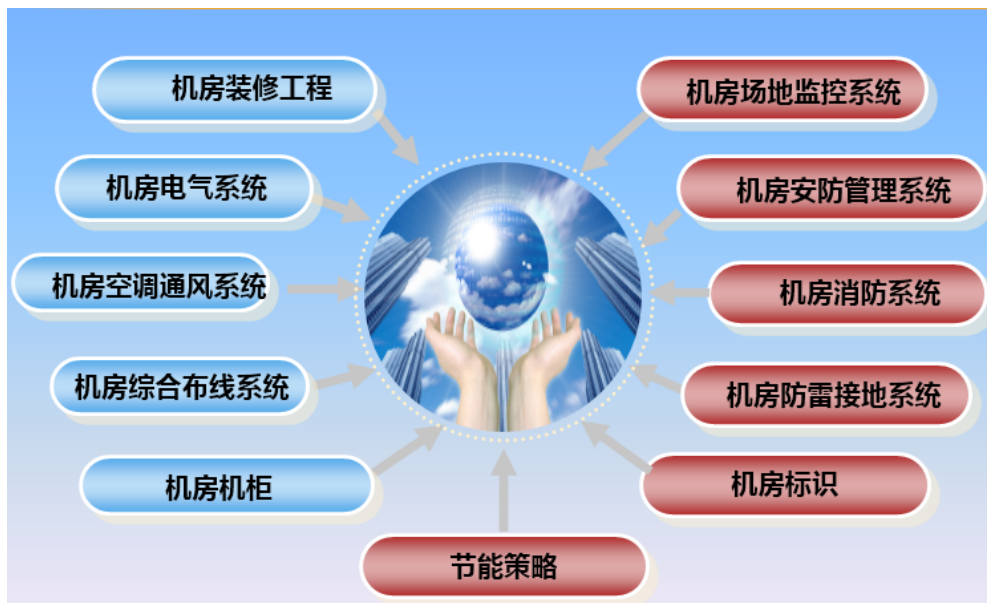 机房装修工程
机房场地监控系统
机房电气系统
机房安防管理系统
机房空调通风系统
机房消防系统
机房综合布线系统
机房防雷接地系统
机房机柜
机房标识
节能策略